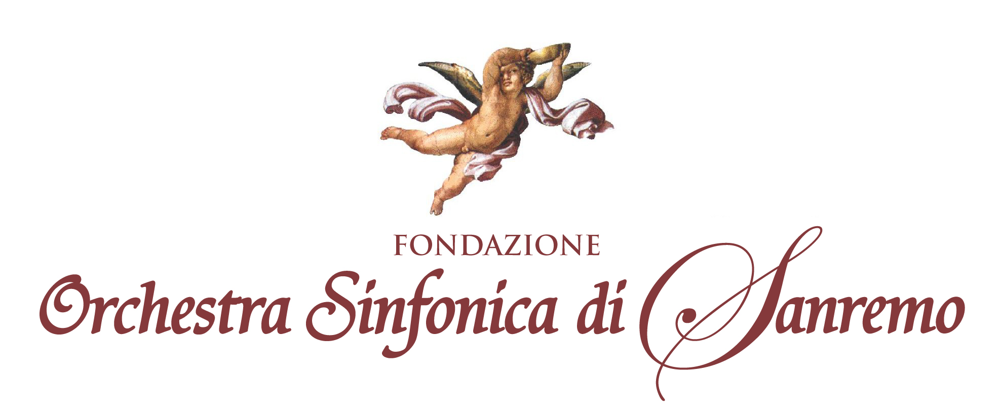 FONDAZIONE
Orchestra Sinfonica di Sanremo